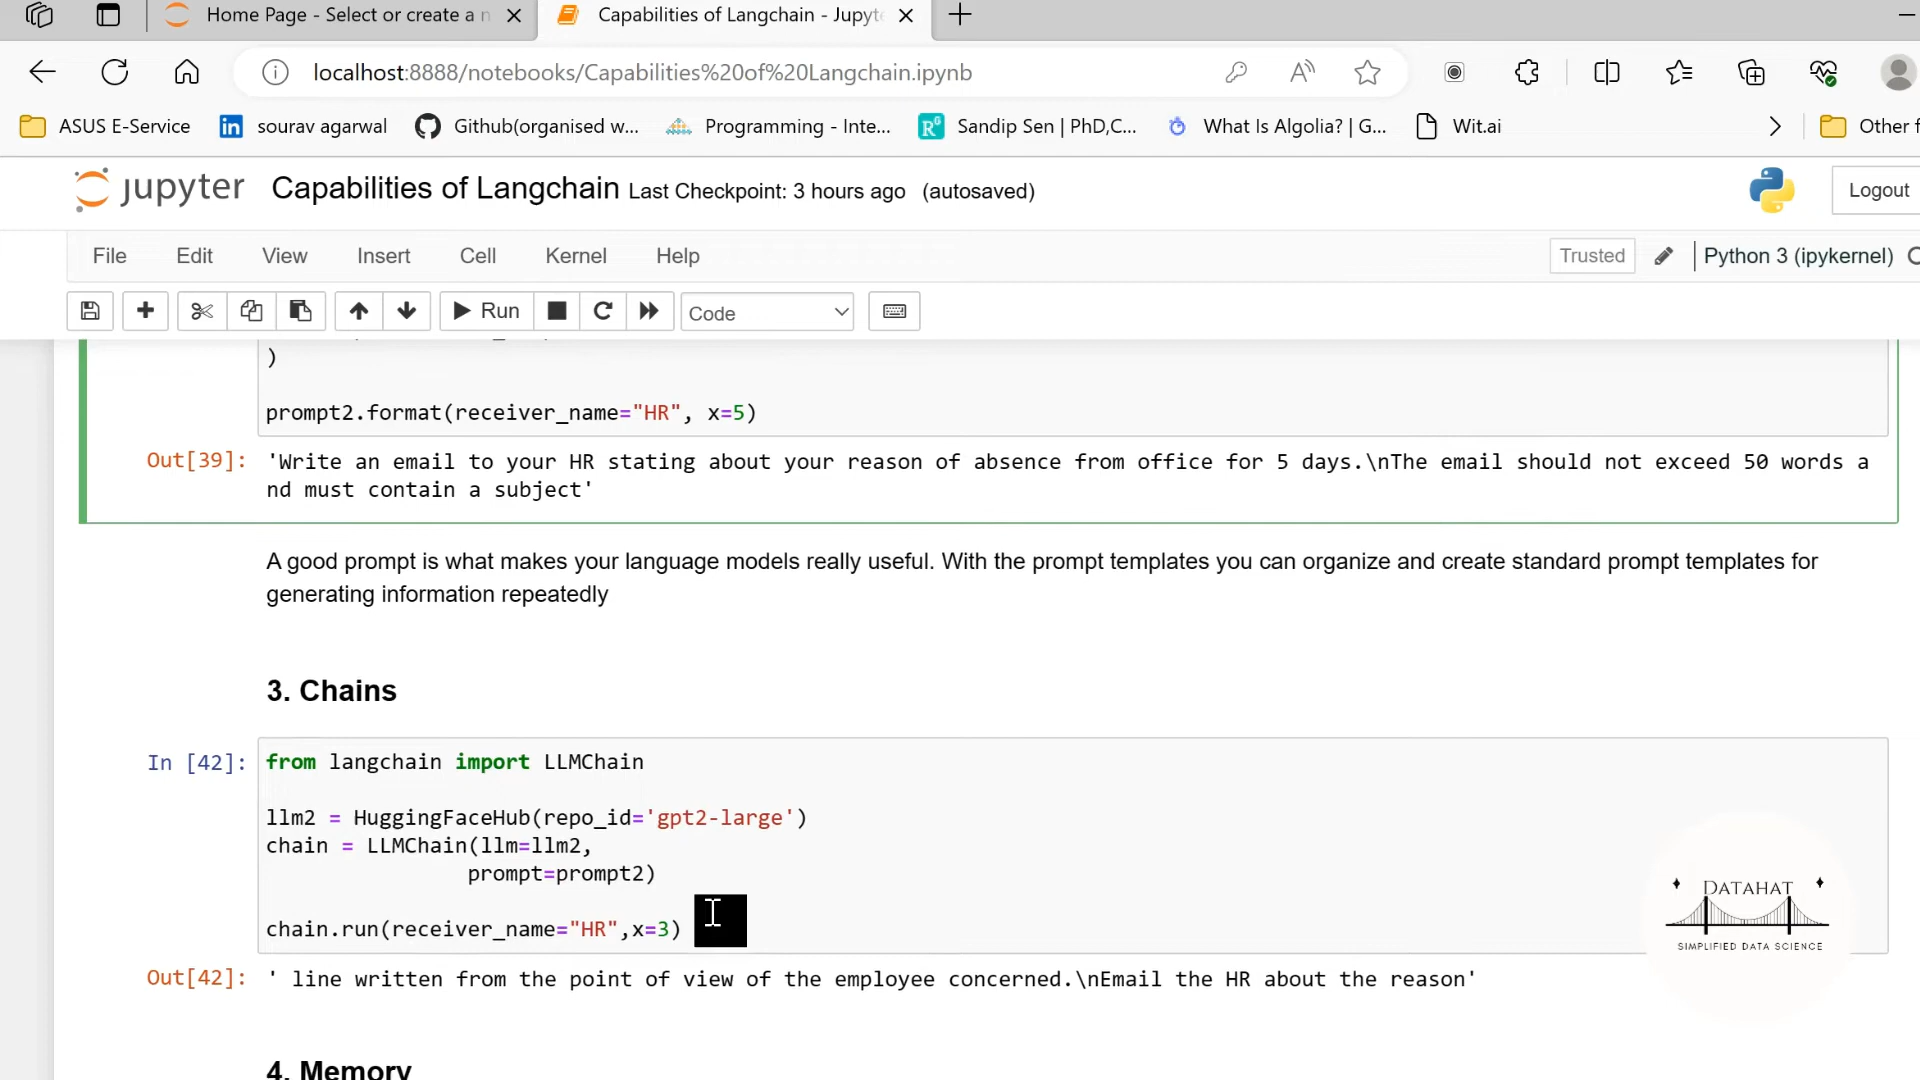 Home Page - Select or create a n
Capabilities of Langchain - Jupyte
localhost:8888/notebooks/Capabilities%20of%20Langchain.ipynb
ASUS E-Service
sourav agarwal
Github(organised w...
Programming - Inte...
Sandip Sen | PhD,C...
What Is Algolia? | G...
Wit.ai
Other f
jupyter Capabilities of Langchain Last Checkpoint: 3 hours ago (autosaved)
Logout
File Edit View Insert Cell Kernel Help
Trusted
Python 3 (ipykernel)
Run
Code
)
prompt2.format(receiver_name="HR", x=5)
Out[39]: 'Write an email to your HR stating about your reason of absence from office for 5 days.\nThe email should not exceed 50 words a
nd must contain a subject'
A good prompt is what makes your language models really useful. With the prompt templates you can organize and create standard prompt templates for
generating information repeatedly
3. Chains
In [42]: from langchain import LLMChain
llm2 = HuggingFaceHub(repo_id='gpt2-large')
chain = LLMChain(llm=llm2,
prompt=prompt2)
chain.run(receiver_name="HR",x=3)
DATAHAT
SIMPLIFIED DATA SCIENCE
Out[42]: ' line written from the point of view of the employee concerned.\nEmail the HR about the reason'
4. Memory